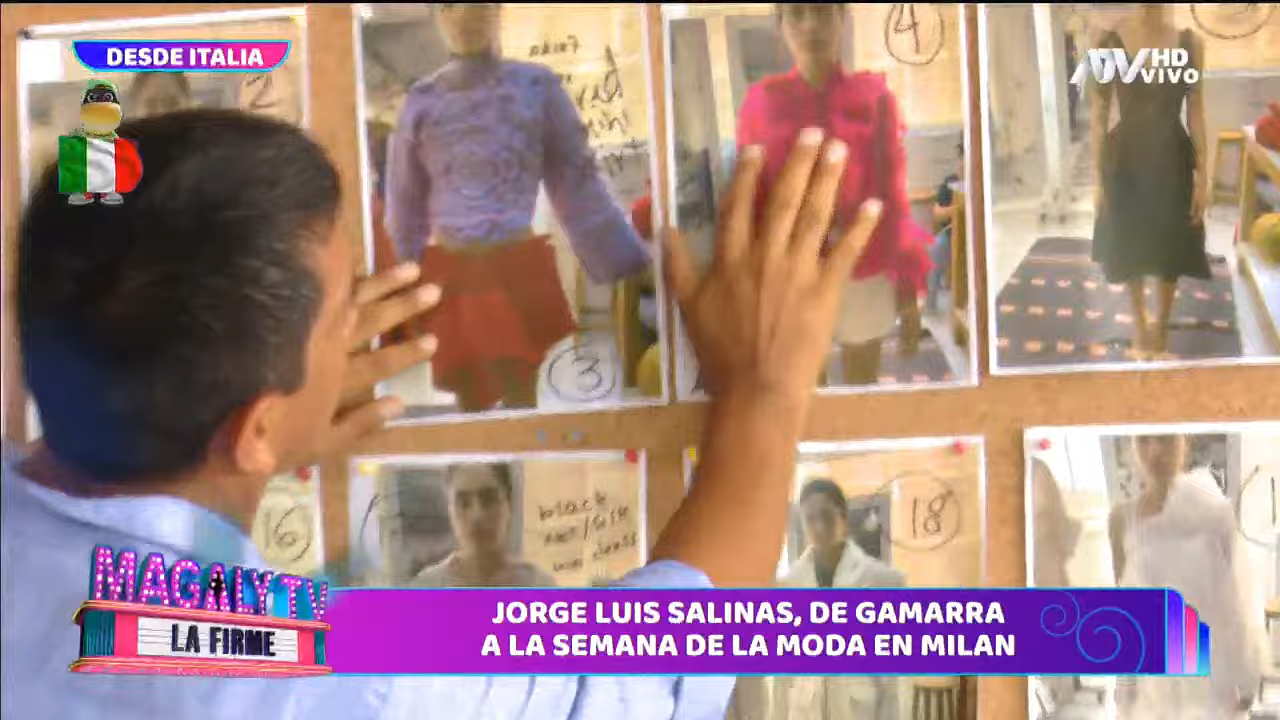 DESDE ITALIA
ATV HD
VIVO
2
4
3
16
18
black
MAGALY TV
LA FIRME
JORGE LUIS SALINAS, DE GAMARRA
A LA SEMANA DE LA MODA EN MILAN